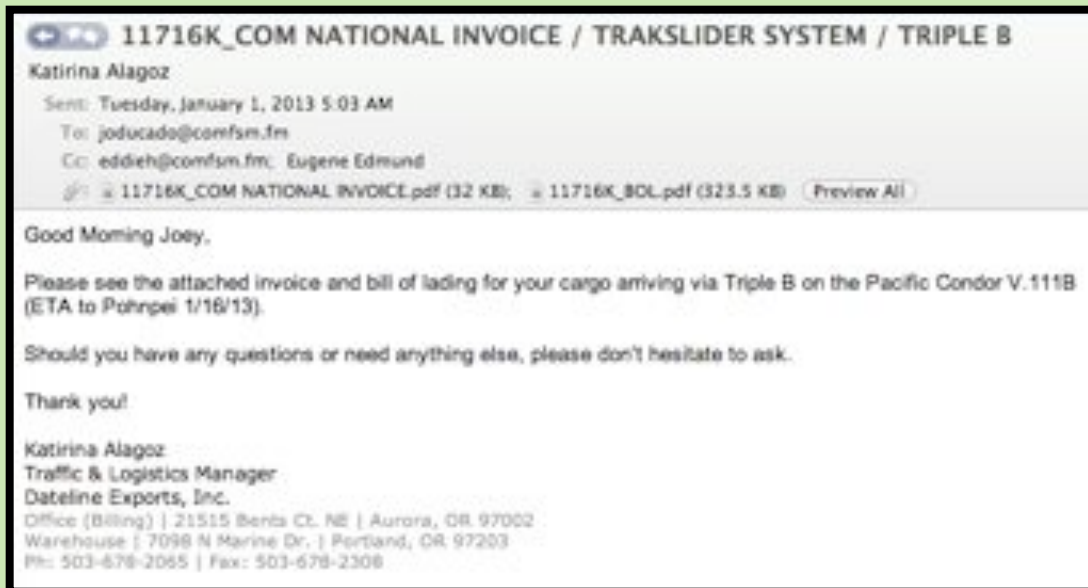 11716K_COM NATIONAL INVOICE / TRAKSLIDER SYSTEM / TRIPLE B
Katirina Alagoz
Sent: Tuesday, January 1, 2013 5:03 AM
To: joducado@comfsm.fm
Cc: eddieh@comfsm.fm; Eugene Edmund
11716K_COM NATIONAL INVOICE.pdf (32 KB); 11716K_BOL.pdf (323.5 KB) Preview All
Good Morning Joey,
Please see the attached invoice and bill of lading for your cargo arriving via Triple B on the Pacific Condor V.111B
(ETA to Pohnpei 1/16/13).
Should you have any questions or need anything else, please don't hesitate to ask.
Thank you!
Katirina Alagoz
Traffic & Logistics Manager
Dateline Exports, Inc.
Office (Billing) | 21515 Bents Ct. NE | Aurora, OR 97002
Warehouse | 7098 N Marine Dr. | Portland, OR 97203
Ph: 503-678-2065 | Fax: 503-678-2308